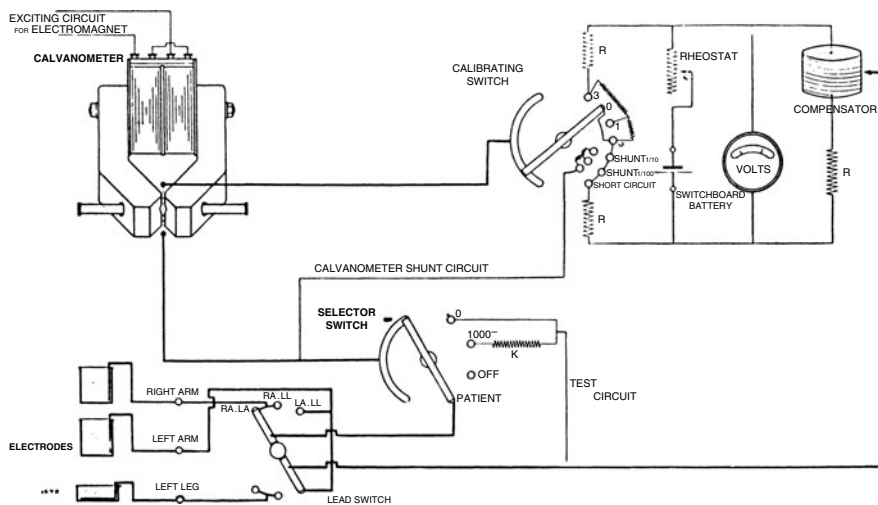 EXCITING CIRCUIT
FOR ELECTROMAGNET
CALVANOMETER
CALIBRATING
SWITCH
R
3
0
1
RHEOSTAT
COMPENSATOR
SHUNT1/10
SHUNT1/100
SHORT CIRCUIT
VOLTS
R
SWITCHBOARD
BATTERY
R
CALVANOMETER SHUNT CIRCUIT
SELECTOR
SWITCH
0
1000
K
OFF
PATIENT
TEST
CIRCUIT
RIGHT ARM
RA.LL
RA.LA
LA.LL
ELECTRODES
LEFT ARM
LEFT LEG
LEAD SWITCH